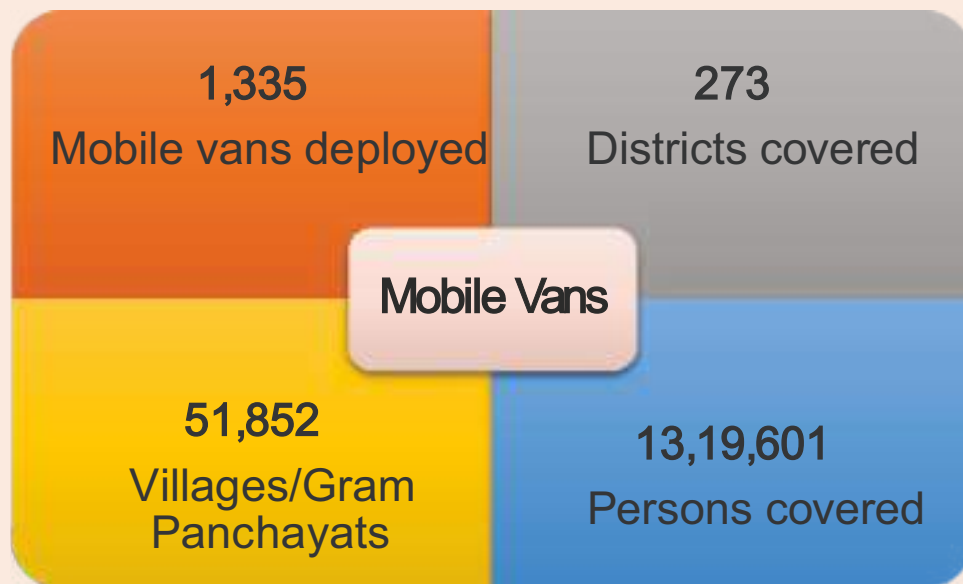 1,335
Mobile vans deployed
273
Districts covered
Mobile Vans
51,852
Villages/Gram
Panchayats
13,19,601
Persons covered